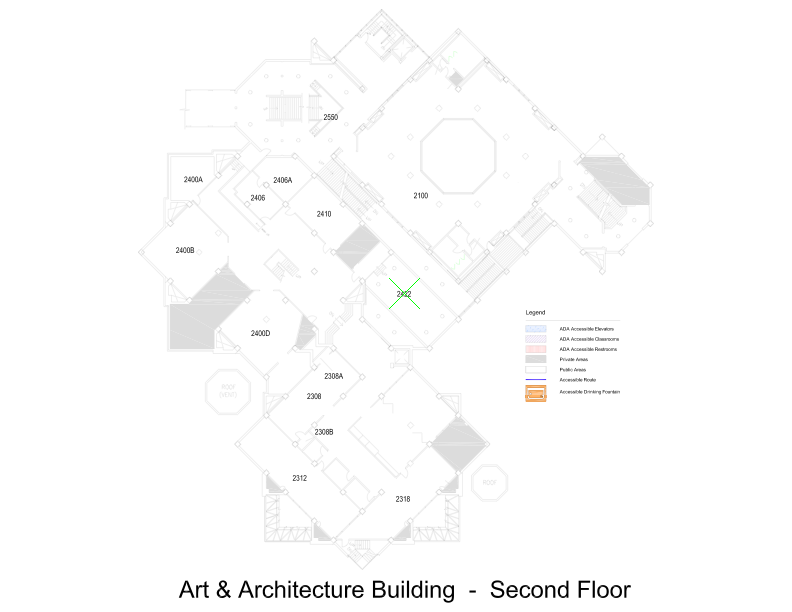 2550
2400A
2406A
2406
2100
2410
2400B
2422
2400D
2308A
2308
2308B
2312
2318
ROOF
(VENT)
ROOF
Legend
ADA Accessible Elevators
ADA Accessible Classrooms
ADA Accessible Restrooms
Private Areas
Public Areas
Accessible Route
Accessible Drinking Fountain
Art & Architecture Building - Second Floor